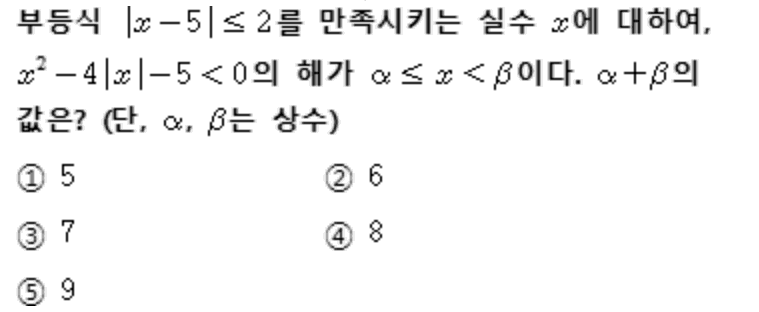 부등식 |x−5|≤2를 만족시키는 실수 x에 대하여,
x²−4|x|−5<0의 해가 α≤x<β이다. α+β의
값은? (단, α, β는 상수)
① 5 ② 6
③ 7 ④ 8
⑤ 9